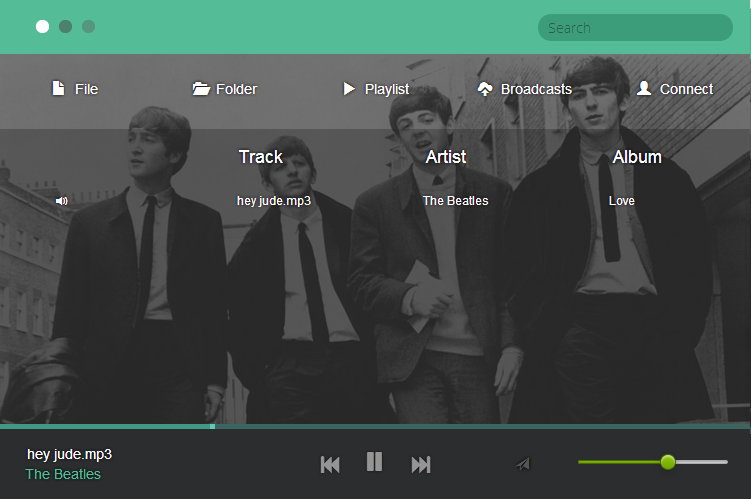 Search
File Folder Playlist Broadcasts Connect
Track Artist Album
hey jude.mp3 The Beatles Love
hey jude.mp3
The Beatles